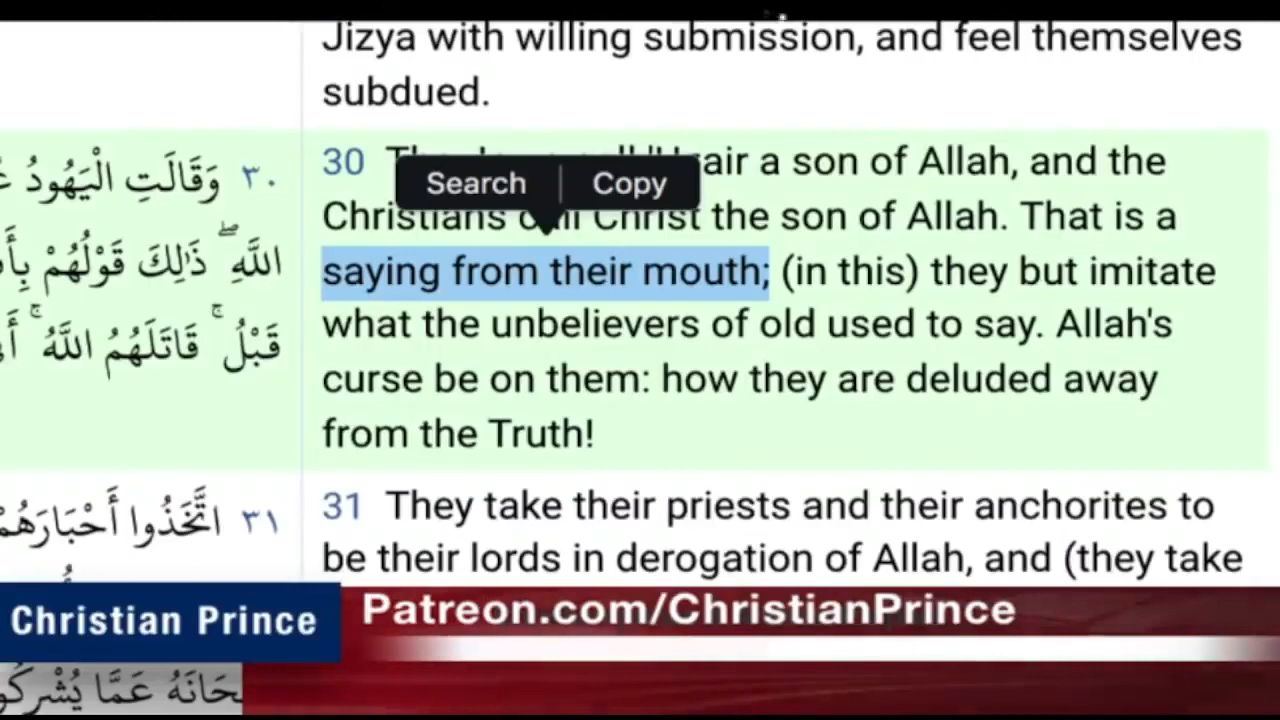 Jizya with willing submission, and feel themselves
subdued.
30 air a son of Allah, and the
Search Copy
Christians Christ the son of Allah. That is a
saying from their mouth; (in this) they but imitate
what the unbelievers of old used to say. Allah's
curse be on them: how they are deluded away
from the Truth!
٣٠ وَقَالَتِ الْيَهُودُ
اللَّهِ ۖ ذَٰلِكَ قَوْلُهُمْ
قَبْلُ ۚ قَاتَلَهُمُ اللَّهُ ۚ
31 They take their priests and their anchorites to
be their lords in derogation of Allah, and (they take
٣١ اتَّخَذُوا أَحْبَارَهُمْ
Christian Prince
Patreon.com/ChristianPrince
عَمَّا